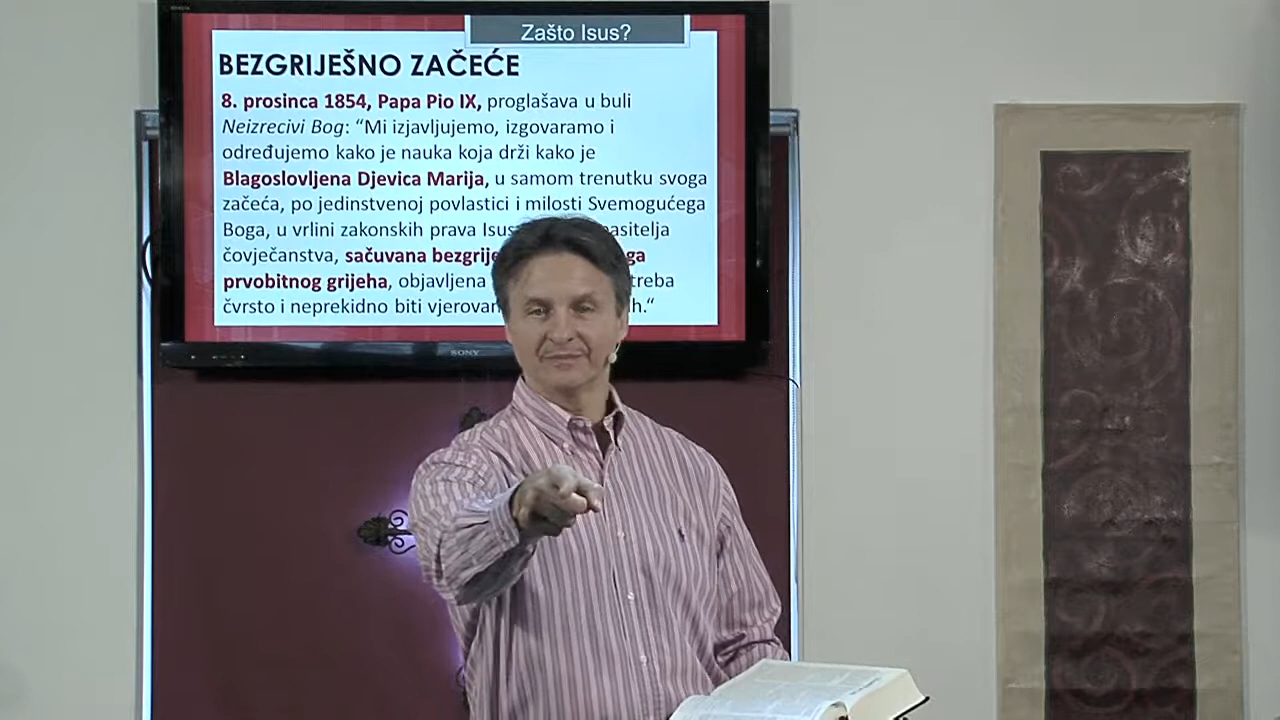 Zašto Isus?
BEZGRIJEŠNO ZAČEĆE
8. prosinca 1854, Papa Pio IX, proglašava u buli
Neizrecivi Bog: “Mi izjavljujemo, izgovaramo i
određujemo kako je nauka koja drži kako je
Blagoslovljena Djevica Marija, u samom trenutku svoga
začeća, po jedinstvenoj povlastici i milosti Svemogućega
Boga, u vrlini zakonskih prava Isus
čovječanstva, sačuvana
prvobitnog grijeha, objavljena treba
čvrsto i neprekidno biti
SONY